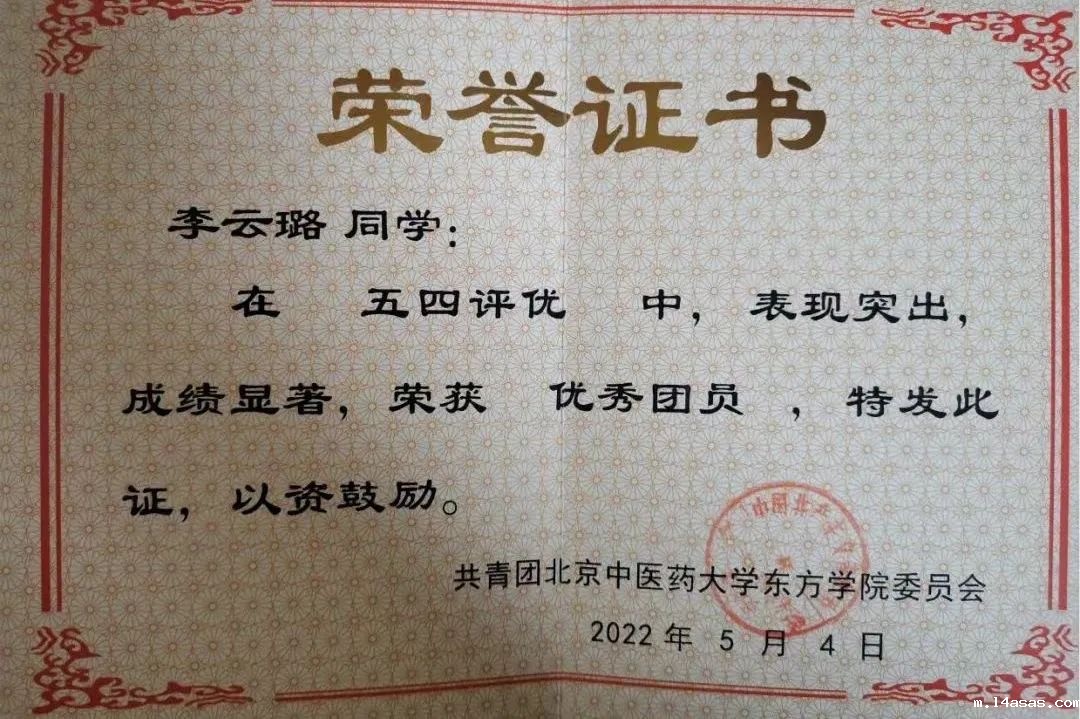 荣誉证书
李云璐 同学：
在 五四评优 中，表现突出，
成绩显著，荣获 优秀团员 ，特发此
证，以资鼓励。
共青团北京中医药大学东方学院委员会
2022 年 5 月 4 日
m.14asas.com